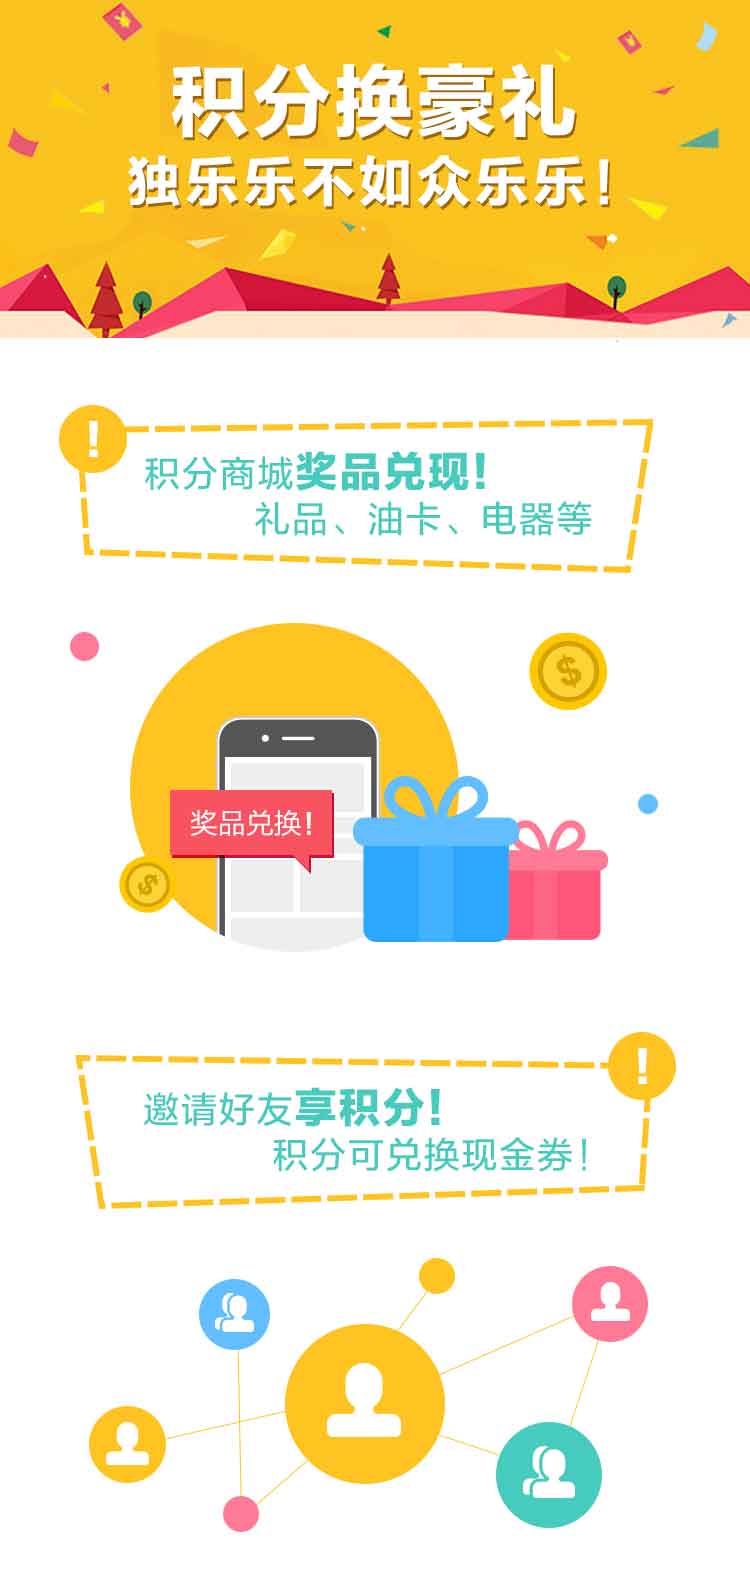 积分换豪礼
独乐乐不如众乐乐！
!
积分商城奖品兑现！
礼品、油卡、电器等
$
奖品兑换！
$
!
邀请好友享积分！
积分可兑换现金券！